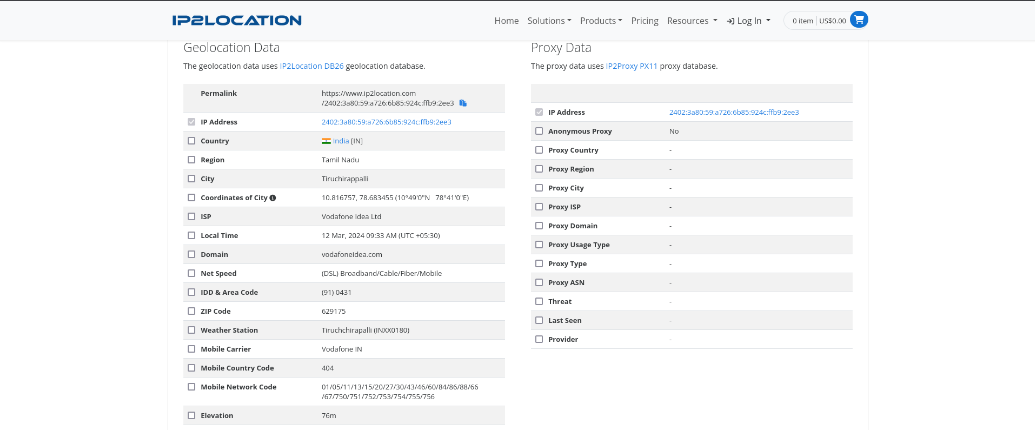 IP2LOCATION
Home Solutions Products Pricing Resources Log In 0 item US$0.00
Geolocation Data
The geolocation data uses IP2Location DB26 geolocation database.
Permalink https://www.ip2location.com
/2402:3a80:59:a726:6b85:924c:ffb9:2ee3
IP Address 2402:3a80:59:a726:6b85:924c:ffb9:2ee3
Country India [IN]
Region Tamil Nadu
City Tiruchirappalli
Coordinates of City 10.816757, 78.683455 (10°49'0"N 78°41'0"E)
ISP Vodafone Idea Ltd
Local Time 12 Mar, 2024 09:33 AM (UTC +05:30)
Domain vodafoneidea.com
Net Speed (DSL) Broadband/Cable/Fiber/Mobile
IDD & Area Code (91) 0431
ZIP Code 629175
Weather Station Tiruchchirapalli (INXX0180)
Mobile Carrier Vodafone IN
Mobile Country Code 404
Mobile Network Code 01/05/11/13/15/20/27/30/43/46/60/84/86/88/66
/67/750/751/752/753/754/755/756
Elevation 76m
Proxy Data
The proxy data uses IP2Proxy PX11 proxy database.
IP Address 2402:3a80:59:a726:6b85:924c:ffb9:2ee3
Anonymous Proxy No
Proxy Country -
Proxy Region -
Proxy City -
Proxy ISP -
Proxy Domain -
Proxy Usage Type -
Proxy Type -
Proxy ASN -
Threat -
Last Seen -
Provider -